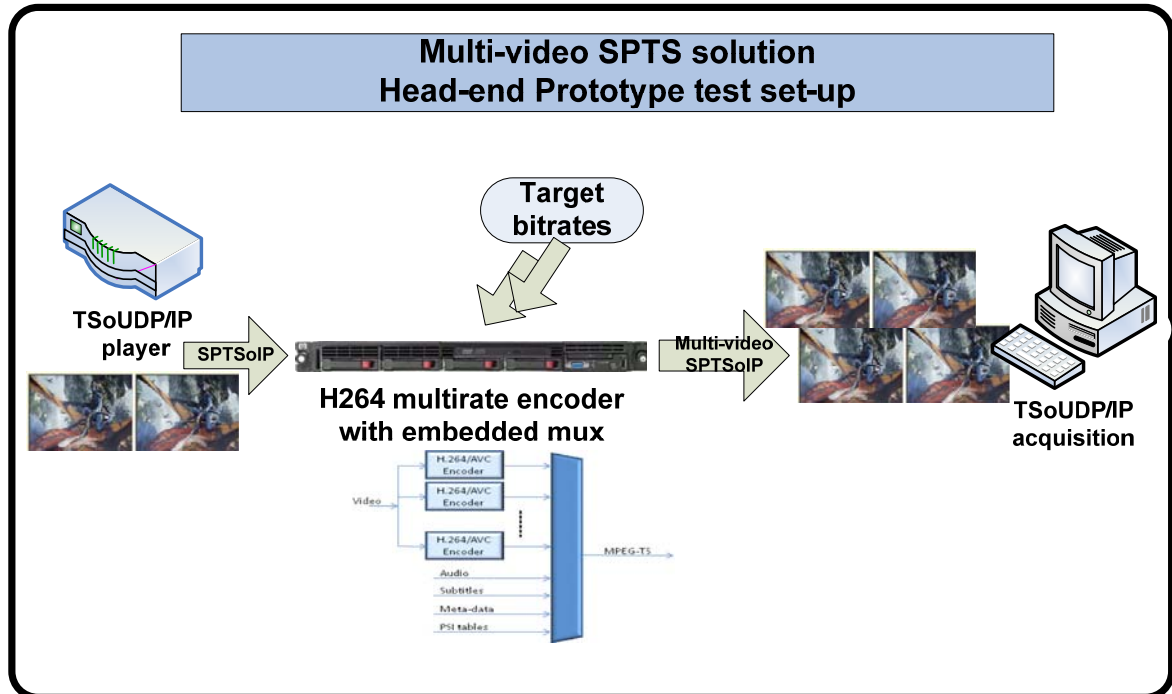 Multi-video SPTS solution
Head-end Prototype test set-up
Target
bitrates
TSoUDP/IP
player
SPTSoIP
Multi-video
SPTSoIP
TSoUDP/IP
acquisition
H264 multirate encoder
with embedded mux
H.264/AVC
Encoder
Video
H.264/AVC
Encoder
H.264/AVC
Encoder
MPEG-TS
Audio
Subtitles
Meta-data
PSI tables